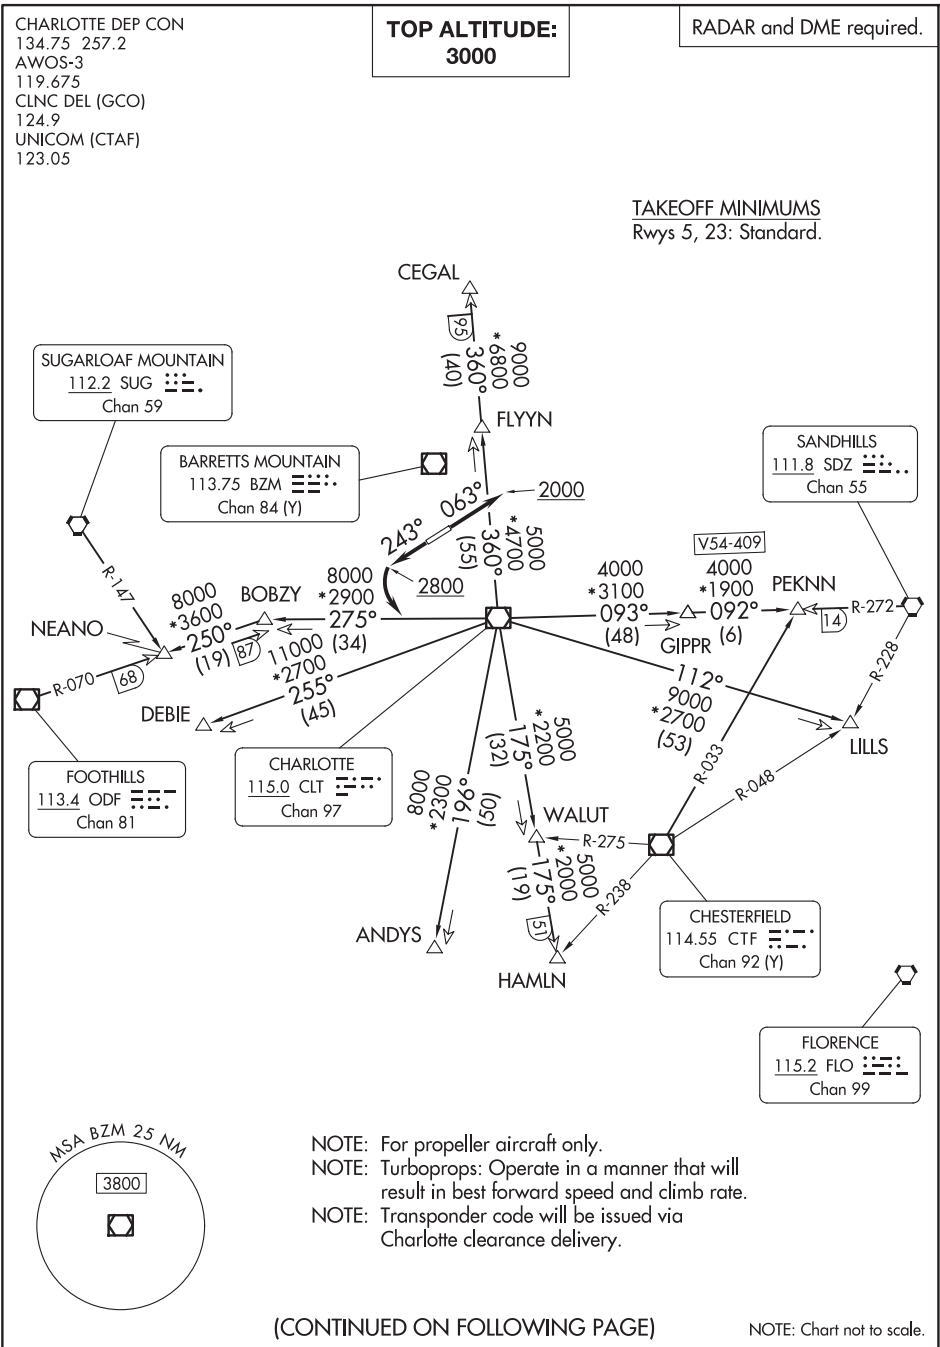 CHARLOTTE DEP CON
134.75 257.2
AWOS-3
119.675
CLNC DEL (GCO)
124.9
UNICOM (CTAF)
123.05
TOP ALTITUDE:
3000
RADAR and DME required.
TAKEOFF MINIMUMS
Rwys 5, 23: Standard.
CEGAL
95
9000
*6800
360°
(40)
FLYYN
SUGARLOAF MOUNTAIN
112.2 SUG
Chan 59
BARRETTS MOUNTAIN
113.75 BZM
Chan 84 (Y)
SANDHILLS
111.8 SDZ
Chan 55
243° 063°
2000
2800
5000
*4700
360°
(55)
R-147
NEANO
8000
*3600
250°
(19)
87
BOBZY
8000
*2900
275°
(34)
4000
*3100
093°
(48)
GIPPR
V54-409
4000
*1900
092°
(6)
PEKNN
14
R-272
R-228
R-070
68
11000
*2700
255°
(45)
DEBIE
112°
9000
*2700
(53)
LILLS
FOOTHILLS
113.4 ODF
Chan 81
CHARLOTTE
115.0 CLT
Chan 97
8000
*2300
196°
(50)
ANDYS
5000
*2200
175°
(32)
WALUT
R-275
R-033
R-048
R-238
5000
*2000
175°
(19)
51
HAMLN
CHESTERFIELD
114.55 CTF
Chan 92 (Y)
FLORENCE
115.2 FLO
Chan 99
MSA BZM 25 NM
3800
NOTE: For propeller aircraft only.
NOTE: Turboprops: Operate in a manner that will
result in best forward speed and climb rate.
NOTE: Transponder code will be issued via
Charlotte clearance delivery.
(CONTINUED ON FOLLOWING PAGE)
NOTE: Chart not to scale.